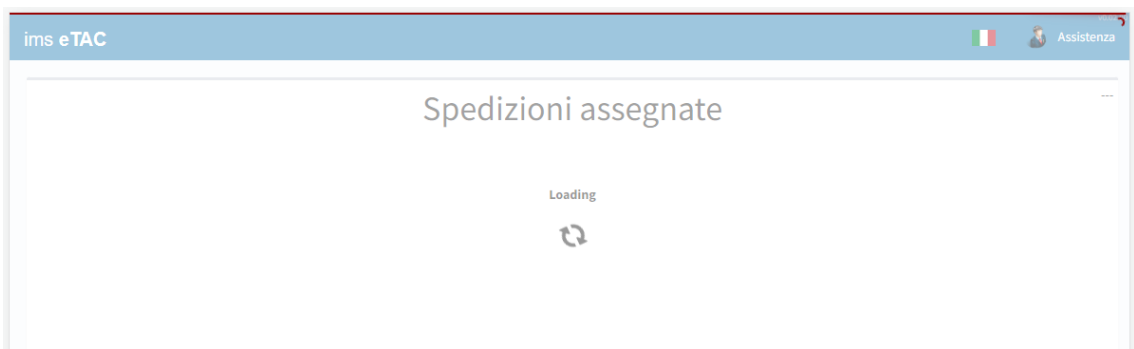 ims eTAC
Assistenza
Spedizioni assegnate
---
Loading